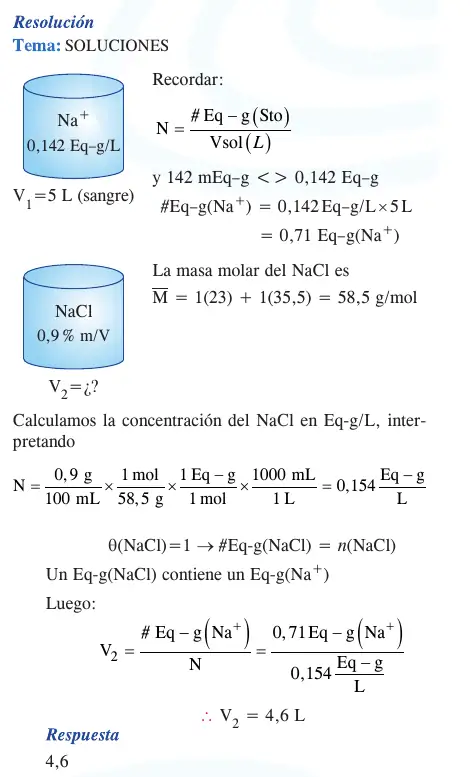 Resolución
Tema: SOLUCIONES
Na⁺
0,142 Eq–g/L
V₁=5 L (sangre)
Recordar:
N = # Eq – g (Sto) / Vsol (L)
y 142 mEq–g <> 0,142 Eq–g
#Eq–g(Na⁺) = 0,142 Eq–g/L×5 L
= 0,71 Eq–g(Na⁺)
NaCl
0,9% m/V
V₂=¿?
La masa molar del NaCl es
M̅ = 1(23) + 1(35,5) = 58,5 g/mol
Calculamos la concentración del NaCl en Eq-g/L, inter-
pretando
N = 0,9 g / 100 mL × 1 mol / 58,5 g × 1 Eq – g / 1 mol × 1000 mL / 1 L = 0,154 Eq – g / L
θ(NaCl)=1 → #Eq-g(NaCl) = n(NaCl)
Un Eq-g(NaCl) contiene un Eq-g(Na⁺)
Luego:
V₂ = # Eq – g (Na⁺) / N = 0,71Eq – g (Na⁺) / 0,154 Eq – g / L
∴ V₂ = 4,6 L
Respuesta
4,6